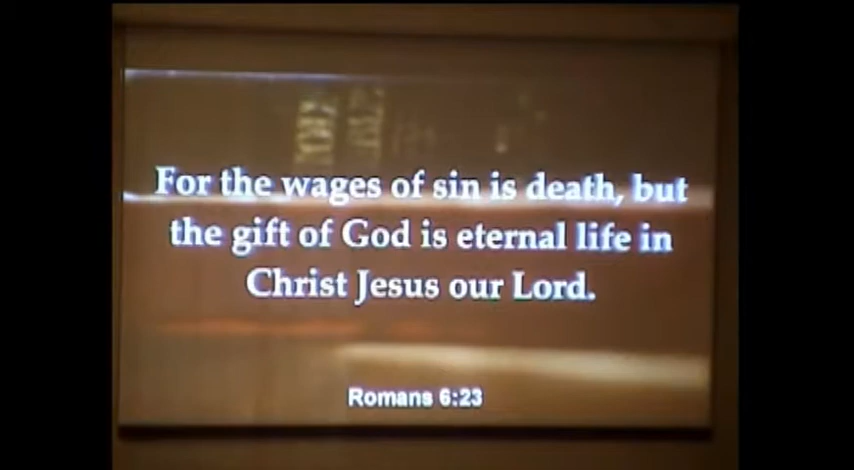 For the wages of sin is death, but
the gift of God is eternal life in
Christ Jesus our Lord.
Romans 6:23